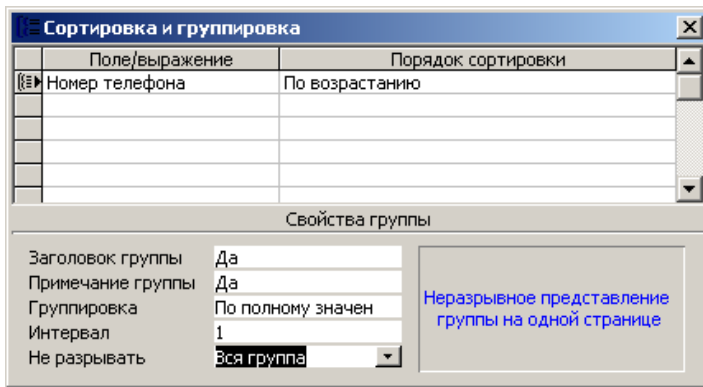 Сортировка и группировка
Поле/выражение Порядок сортировки
Номер телефона По возрастанию
Свойства группы
Заголовок группы Да
Примечание группы Да
Группировка По полному значен
Интервал 1
Не разрывать Вся группа
Неразрывное представление
группы на одной странице